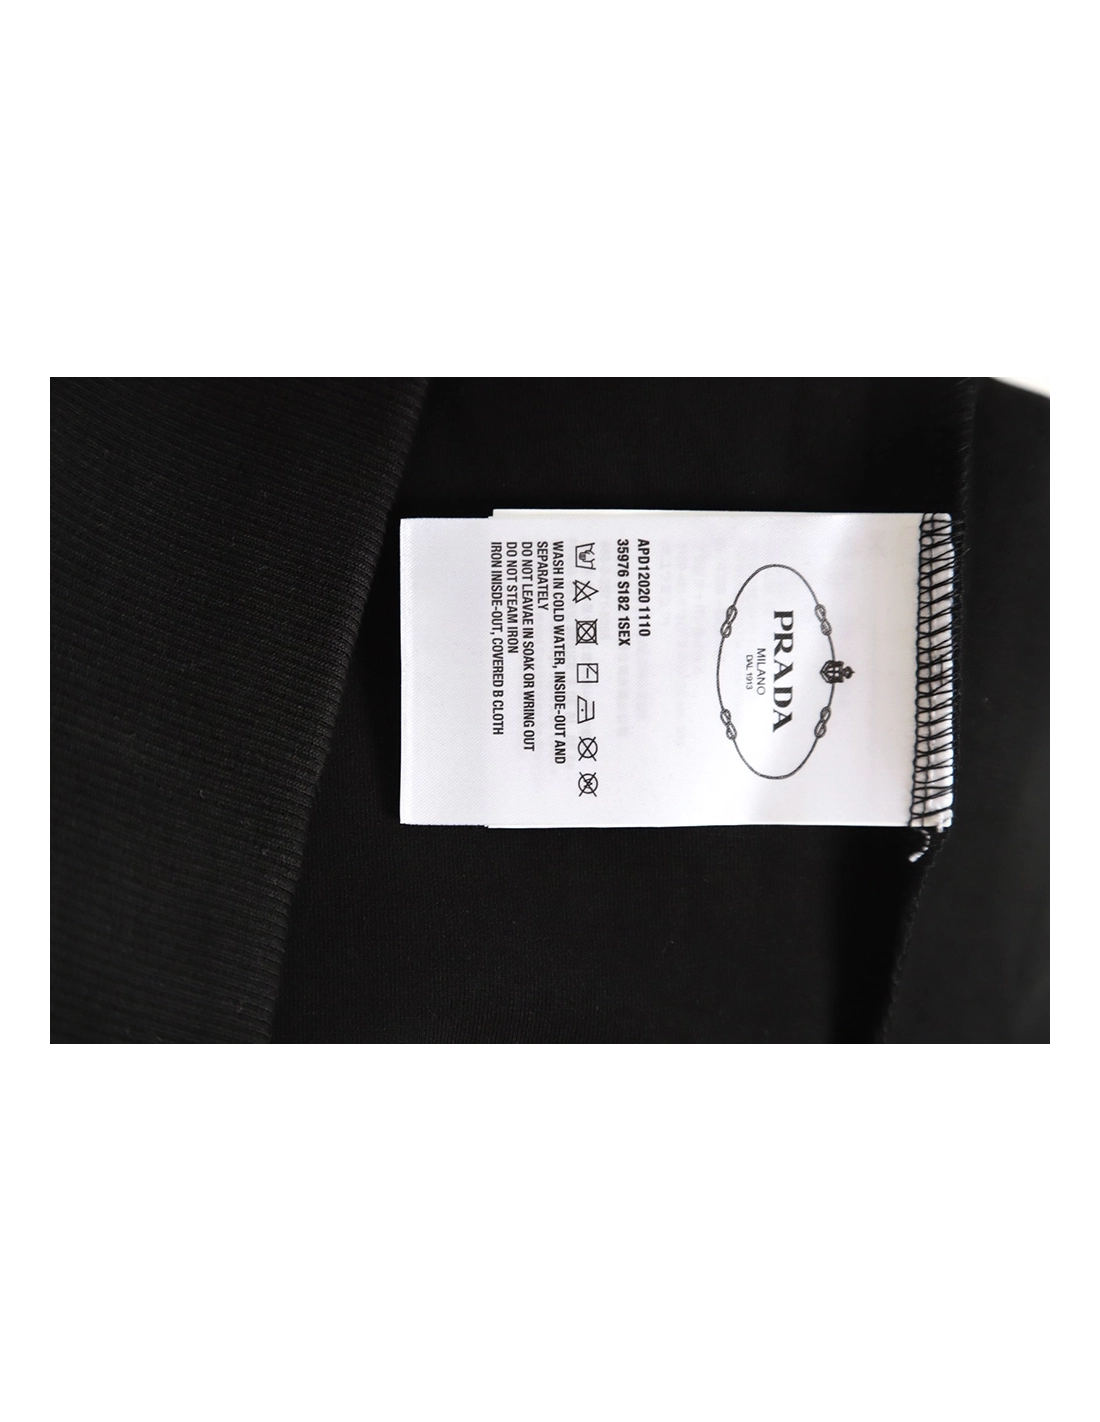 PRADA
MILANO
DAL 1913
APD12020 1110
35976 S182 1SEX
WASH IN COLD WATER, INSIDE-OUT AND
SEPARATELY
DO NOT LEAVAE IN SOAK OR WRING OUT
DO NOT STEAM IRON
IRON INISDE-OUT, COVERED B CLOTH